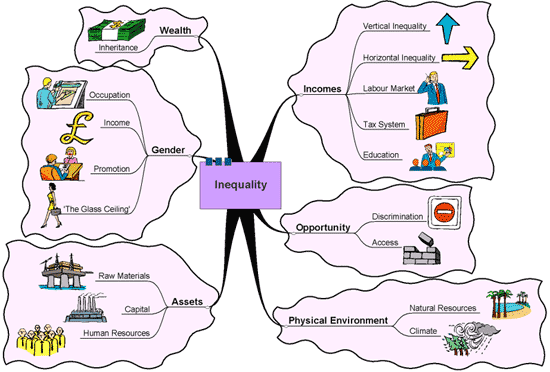 Inequality
Wealth
Inheritance
Gender
Occupation
Income
Promotion
'The Glass Ceiling'
Assets
Raw Materials
Capital
Human Resources
Incomes
Vertical Inequality
Horizontal Inequality
Labour Market
Tax System
Education
Opportunity
Discrimination
Access
Physical Environment
Natural Resources
Climate